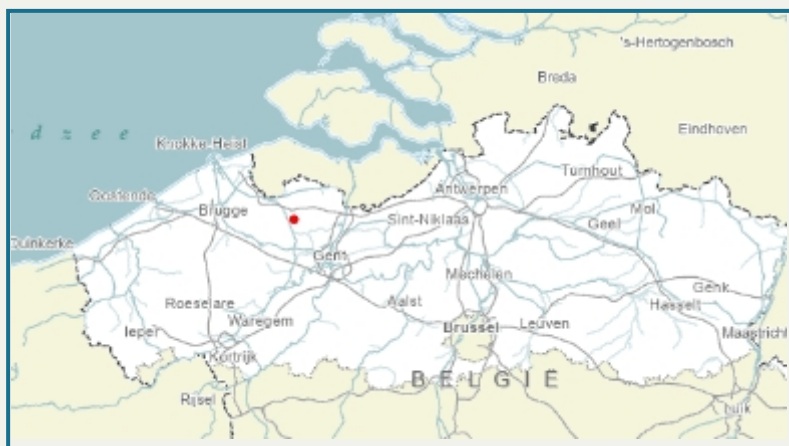 's-Hertogenbosch
Breda
Eindhoven
d z e e
Knokke-Heist
Turnhout
Oostende
Antwerpen
Brugge
Mol
Sint-Niklaas
Geel
Duinkerke
Gent
Mechelen
Genk
Roeselare
Aalst
Hasselt
Ieper
Waregem
Brussel
Leuven
Maastricht
Kortrijk
BELGIË
Rijsel
Luik